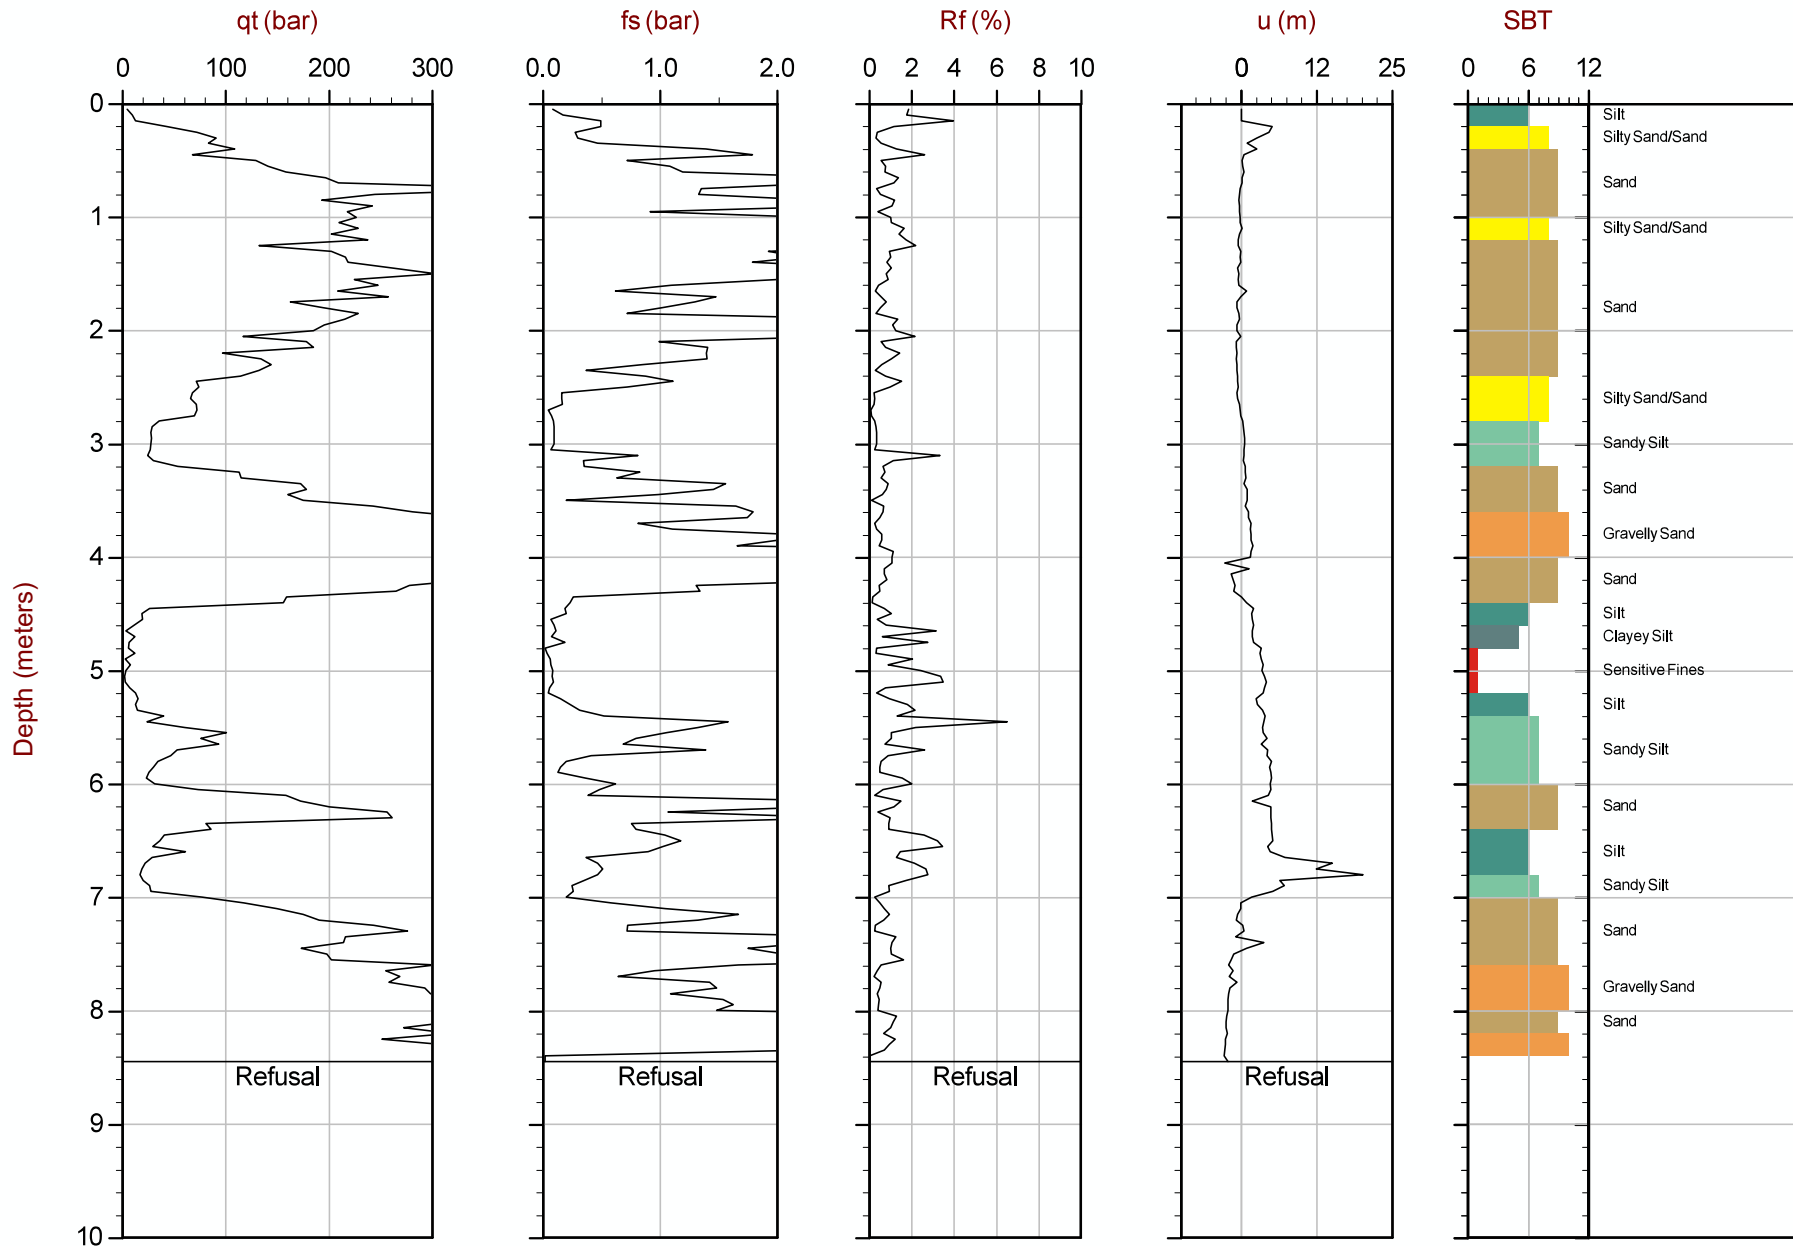 qt (bar) fs (bar) Rf (%) u (m) SBT
0 100 200 300 0.0 1.0 2.0 0 2 4 6 8 10 0 12 25 0 6 12
0
Silt
Silty Sand/Sand
Sand
1
Silty Sand/Sand
Sand
2
Silty Sand/Sand
3 Sandy Silt
Sand
Gravelly Sand
4
Sand
Silt
Clayey Silt
Depth (meters)
5 Sensitive Fines
Silt
Sandy Silt
6
Sand
Silt
Sandy Silt
7
Sand
Gravelly Sand
8
Sand
Refusal Refusal Refusal Refusal
9
10